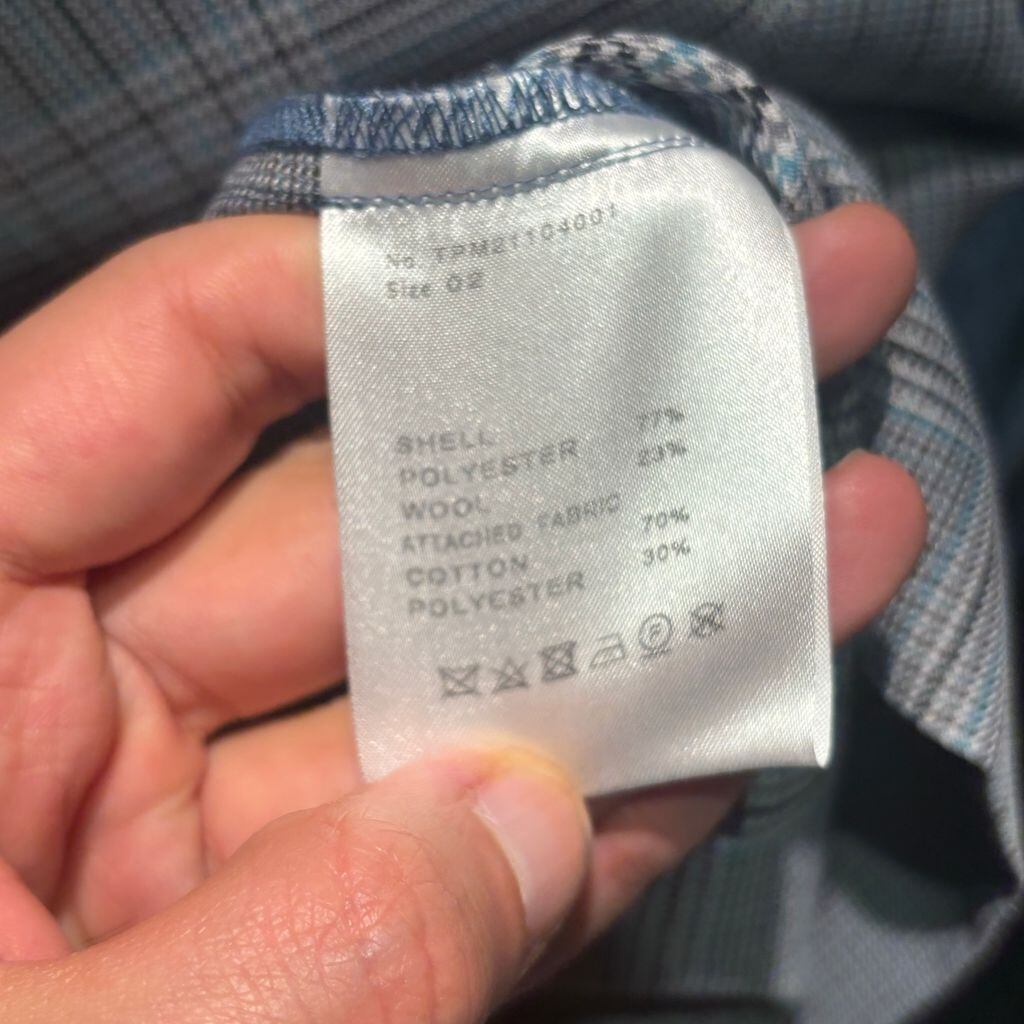 No. TPM21104001
Size 02
SHELL
POLYESTER 77%
WOOL 23%
ATTACHED FABRIC
COTTON 70%
POLYESTER 30%
P